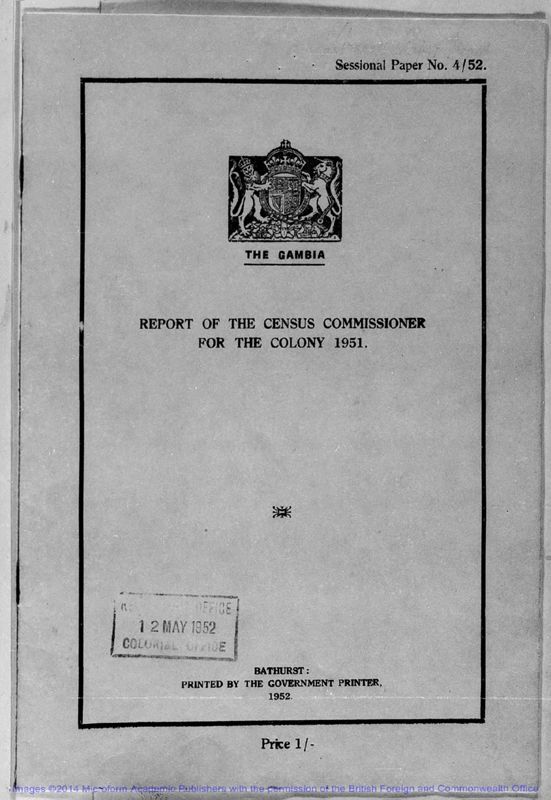 Sessional Paper No. 4/52.
THE GAMBIA
REPORT OF THE CENSUS COMMISSIONER
FOR THE COLONY 1951.
OFFICE
12 MAY 1952
COLONIAL OFFICE
BATHURST:
PRINTED BY THE GOVERNMENT PRINTER,
1952.
Price 1/-
Images ©2014 Microform Academic Publishers with the permission of the British Foreign and Commonwealth Office